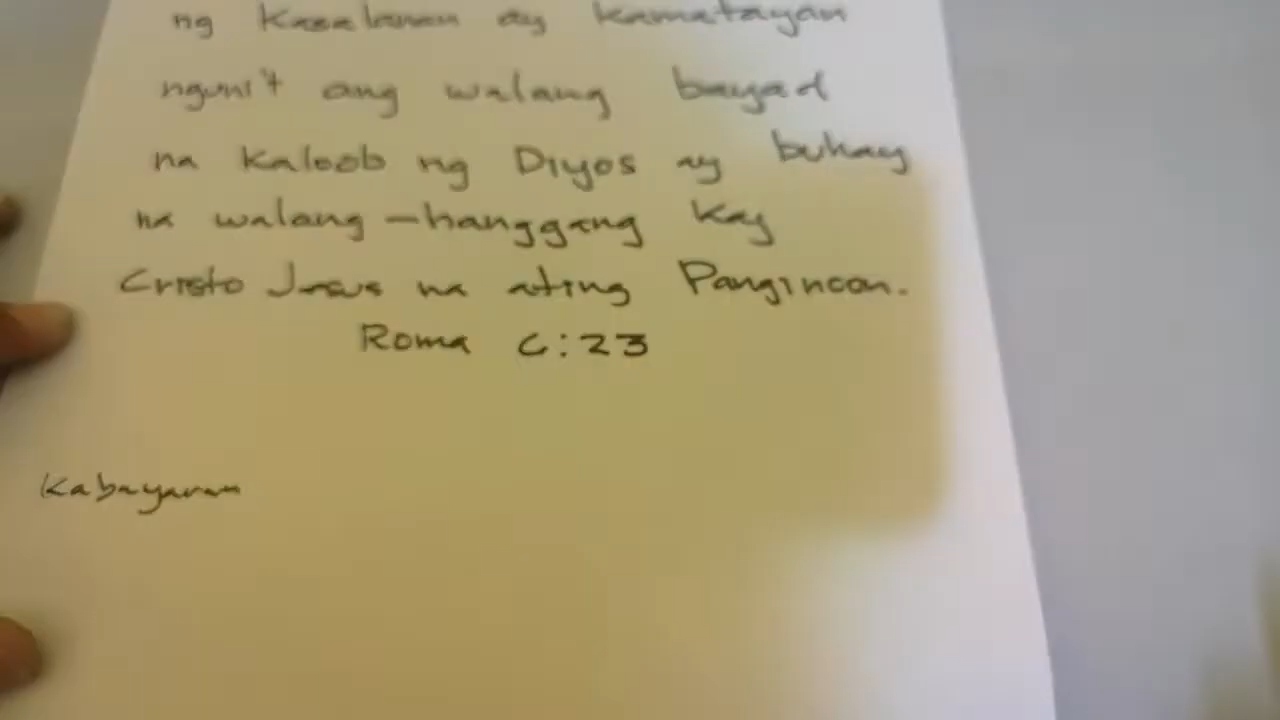 ng kasalanan ay kamatayan
nguni't ang walang bayad
na kaloob ng Diyos ay buhay
na walang-hanggang kay
Cristo Jesus na ating Panginoon.
Roma 6:23
Kabayaran